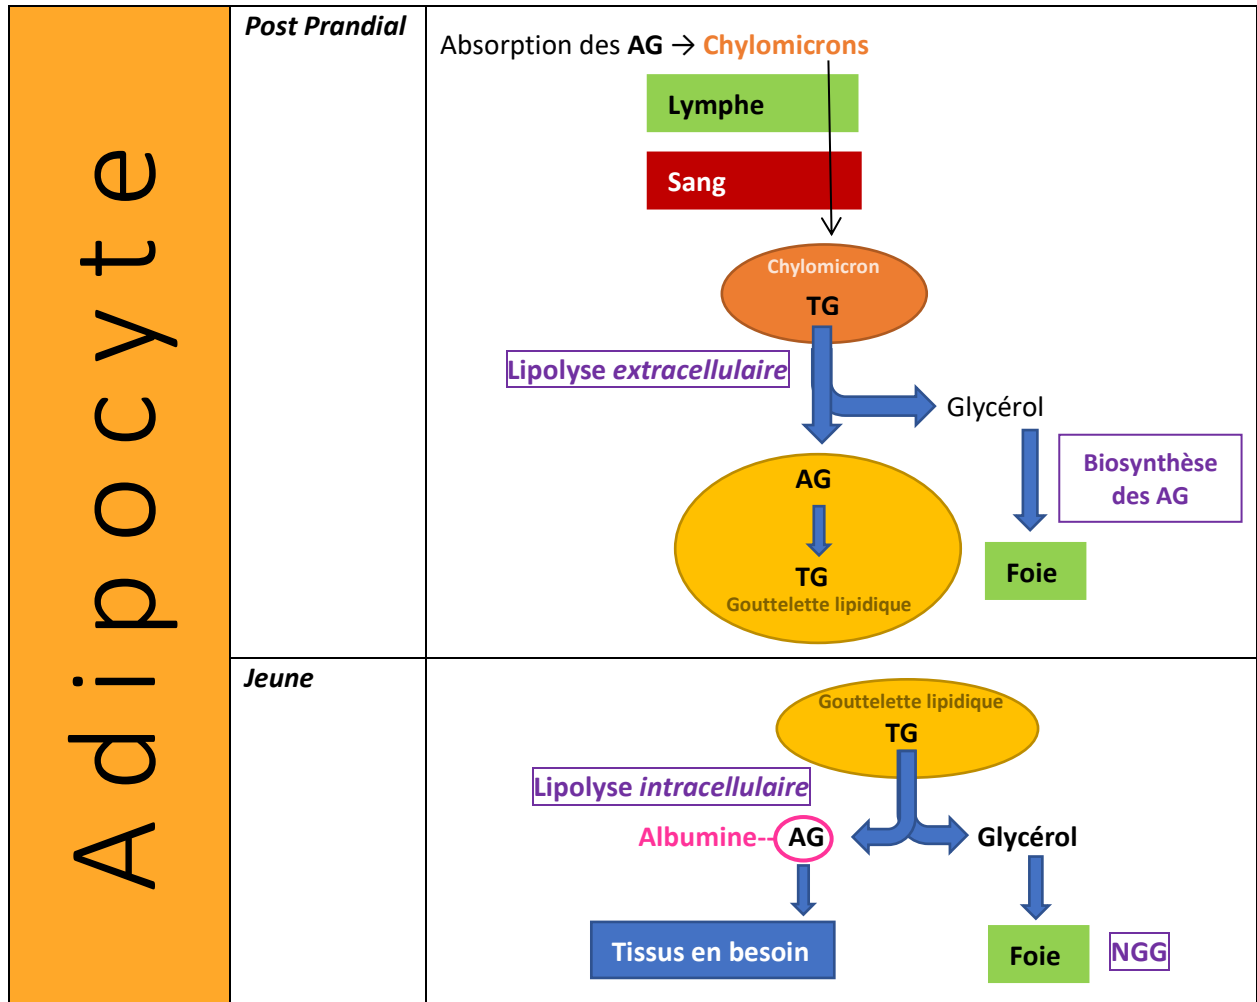 Adipocyte
Post Prandial
Absorption des AG → Chylomicrons
Lymphe
Sang
Chylomicron
TG
Lipolyse extracellulaire
Glycérol
Biosynthèse
des AG
AG
TG
Gouttelette lipidique
Foie
Jeune
Gouttelette lipidique
TG
Lipolyse intracellulaire
Albumine-- AG
Glycérol
Tissus en besoin
Foie
NGG